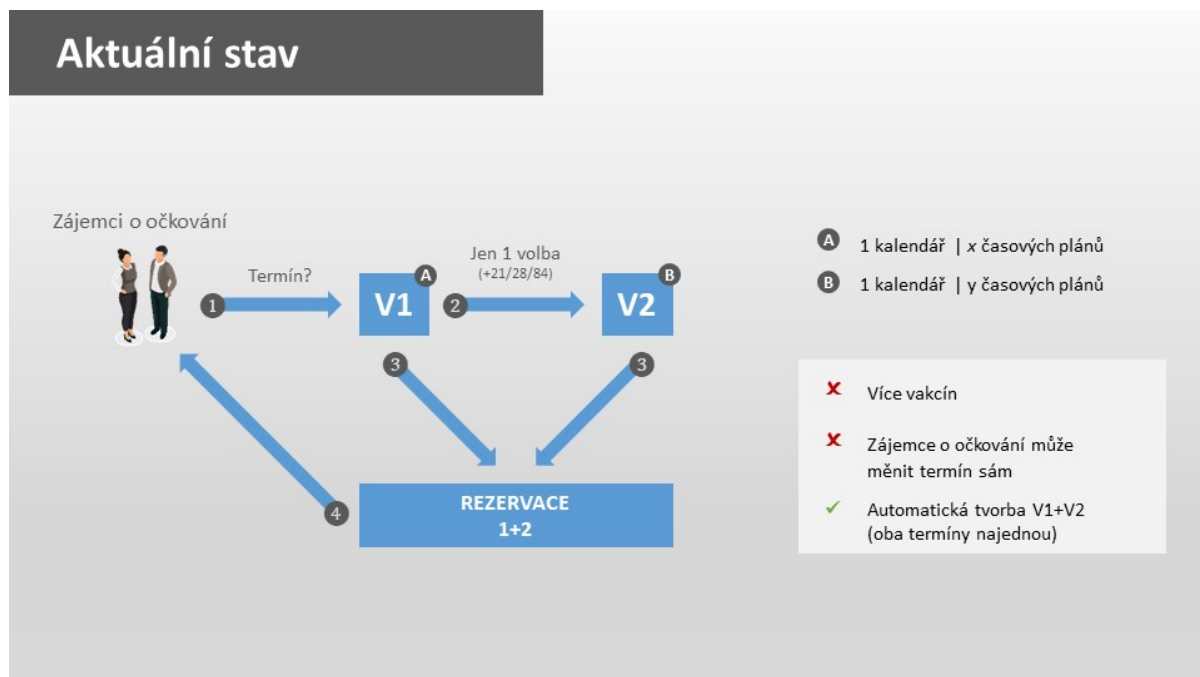 Aktuální stav
Zájemci o očkování
Termín?
Jen 1 volba
(+21/28/84)
1
V1
A
2
V2
B
3
3
4
REZERVACE
1+2
A 1 kalendář | x časových plánů
B 1 kalendář | y časových plánů
✘ Více vakcín
✘ Zájemce o očkování může
měnit termín sám
✓ Automatická tvorba V1+V2
(oba termíny najednou)